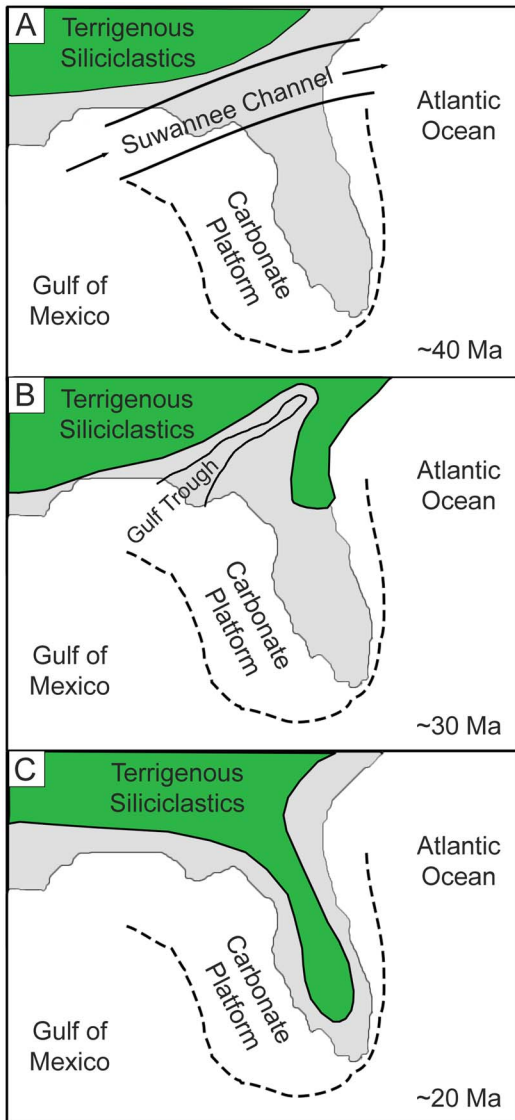 A
Terrigenous
Siliciclastics
Suwannee Channel
Atlantic
Ocean
Carbonate
Platform
Gulf of
Mexico
~40 Ma
B
Terrigenous
Siliciclastics
Gulf Trough
Atlantic
Ocean
Carbonate
Platform
Gulf of
Mexico
~30 Ma
C
Terrigenous
Siliciclastics
Atlantic
Ocean
Carbonate
Platform
Gulf of
Mexico
~20 Ma